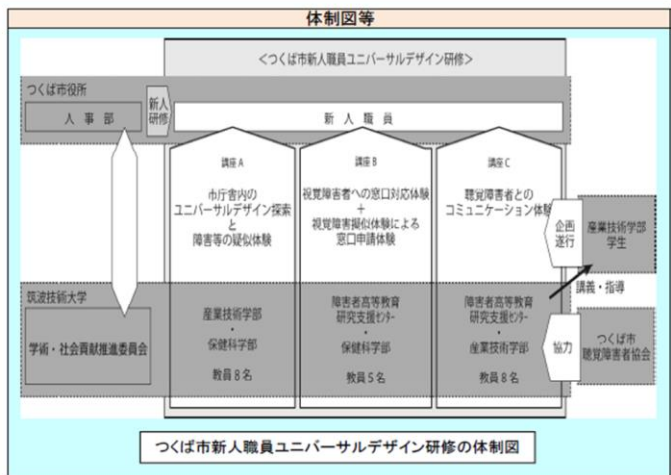 体制図等
＜つくば市新人職員ユニバーサルデザイン研修＞
つくば市役所
人 事 部
新人
研修
新 人 職 員
講座 A
市庁舎内の
ユニバーサルデザイン探索
と
障害等の疑似体験
講座 B
視覚障害者への窓口対応体験
＋
視覚障害擬似体験による
窓口申請体験
講座 C
聴覚障害者との
コミュニケーション体験
企画
遂行
産業技術学部
学生
講義・指導
筑波技術大学
学術・社会貢献推進委員会
産業技術学部
・
保健科学部
教員 8 名
障害者高等教育
研究支援センター
・
保健科学部
教員 5 名
障害者高等教育
研究支援センター
・
産業技術学部
教員 8 名
協力
つくば市
聴覚障害者協会
つくば市新人職員ユニバーサルデザイン研修の体制図